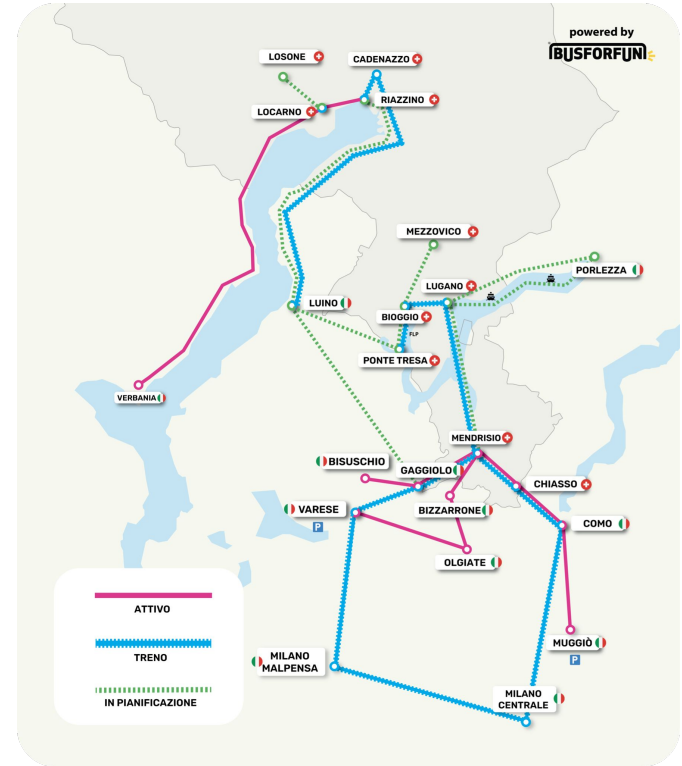 powered by
BUSFORFUN
LOSONE
CADENAZZO
LOCARNO
RIAZZINO
MEZZOVICO
LUGANO
PORLEZZA
LUINO
BIOGGIO
FLP
PONTE TRESA
VERBANIA
MENDRISIO
BISUSCHIO
GAGGIOLO
CHIASSO
VARESE
P
BIZZARRONE
COMO
OLGIATE
MUGGIÒ
P
MILANO
MALPENSA
MILANO
CENTRALE
ATTIVO
TRENO
IN PIANIFICAZIONE